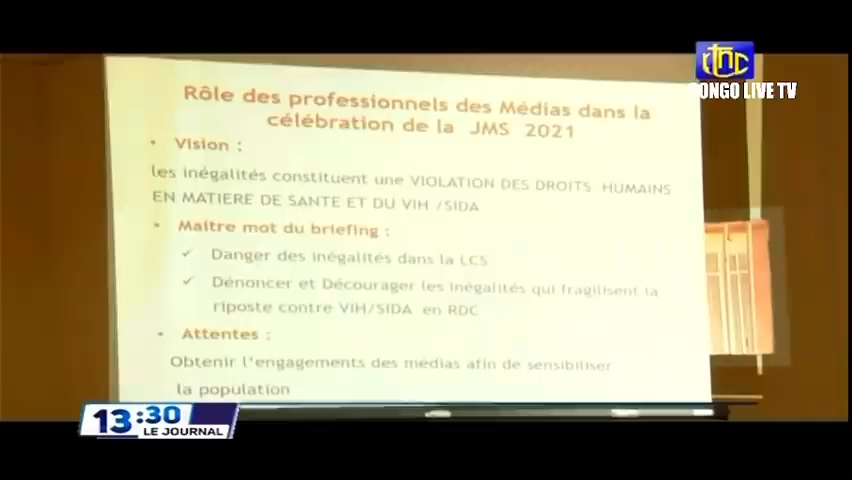 rtnc
CONGO LIVE TV
Rôle des professionnels des Médias dans la
célébration de la JMS 2021
• Vision :
les inégalités constituent une VIOLATION DES DROITS HUMAINS
EN MATIERE DE SANTE ET DU VIH /SIDA
• Maitre mot du briefing :
✓ Danger des inégalités dans la LCS
✓ Dénoncer et Décourager les inégalités qui fragilisent la
riposte contre VIH/SIDA en RDC
• Attentes :
Obtenir l'engagements des médias afin de sensibiliser
la population
13:30
LE JOURNAL